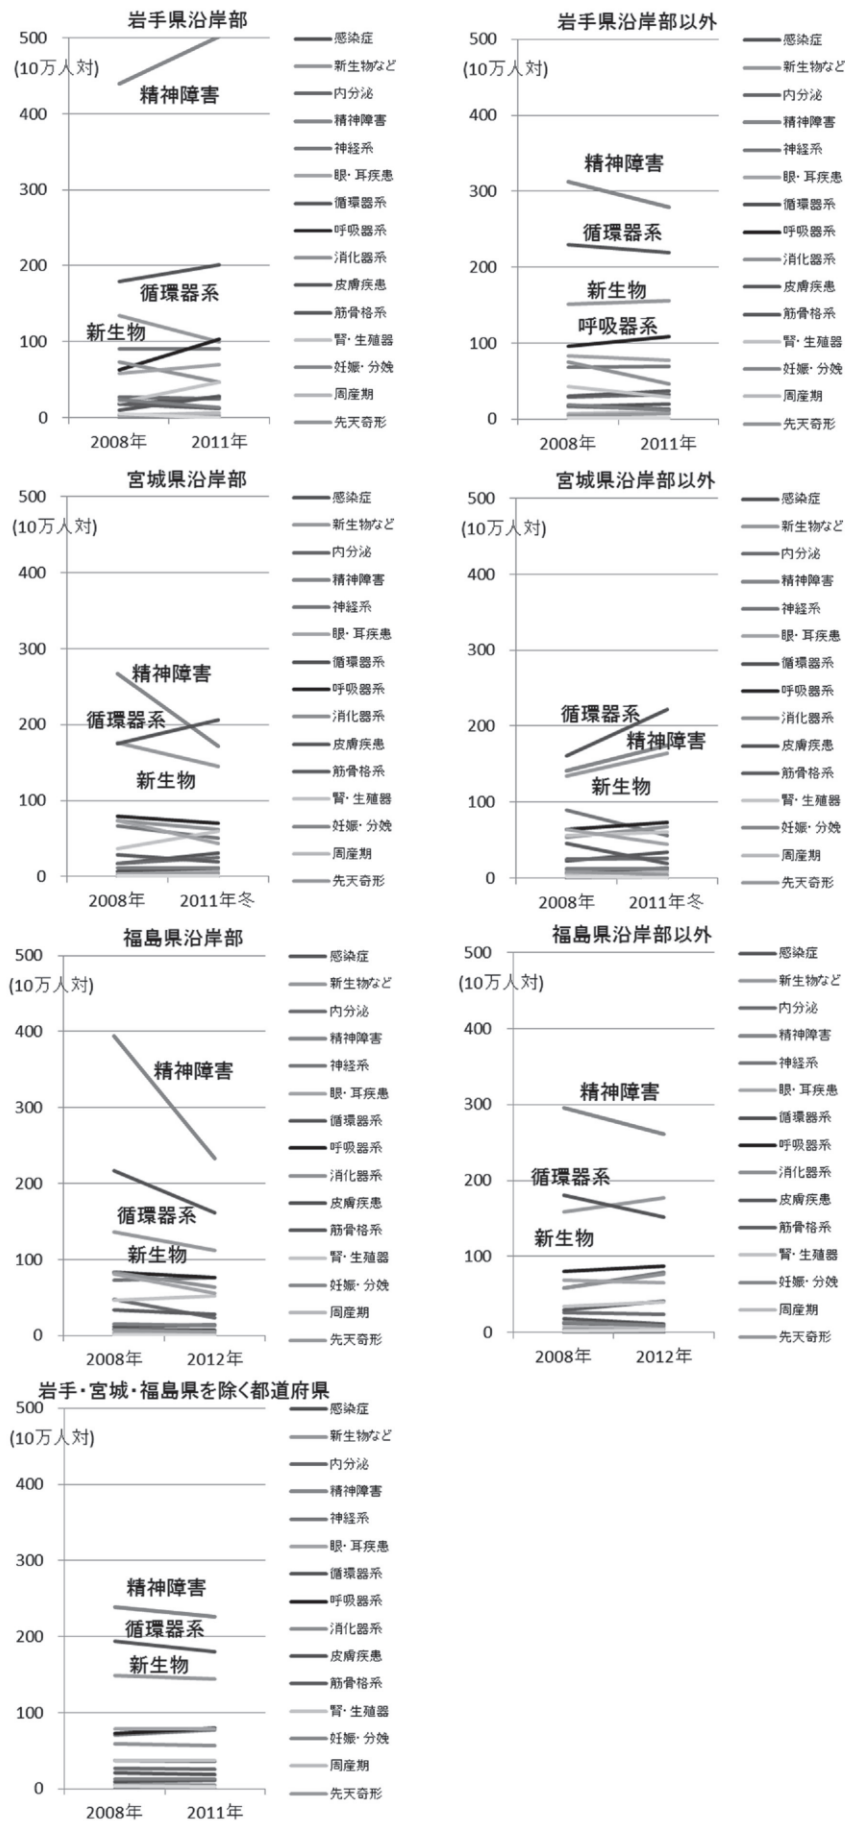 岩手県沿岸部
500
(10万人対)
400
300
200
100
0
精神障害
循環器系
新生物
2008年 2011年
感染症
新生物など
内分泌
精神障害
神経系
眼・耳疾患
循環器系
呼吸器系
消化器系
皮膚疾患
筋骨格系
腎・生殖器
妊娠・分娩
周産期
先天奇形
岩手県沿岸部以外
500
(10万人対)
400
300
200
100
0
精神障害
循環器系
新生物
呼吸器系
2008年 2011年
感染症
新生物など
内分泌
精神障害
神経系
眼・耳疾患
循環器系
呼吸器系
消化器系
皮膚疾患
筋骨格系
腎・生殖器
妊娠・分娩
周産期
先天奇形
宮城県沿岸部
500
(10万人対)
400
300
200
100
0
精神障害
循環器系
新生物
2008年 2011年冬
感染症
新生物など
内分泌
精神障害
神経系
眼・耳疾患
循環器系
呼吸器系
消化器系
皮膚疾患
筋骨格系
腎・生殖器
妊娠・分娩
周産期
先天奇形
宮城県沿岸部以外
500
(10万人対)
400
300
200
100
0
循環器系
精神障害
新生物
2008年 2011年冬
感染症
新生物など
内分泌
精神障害
神経系
眼・耳疾患
循環器系
呼吸器系
消化器系
皮膚疾患
筋骨格系
腎・生殖器
妊娠・分娩
周産期
先天奇形
福島県沿岸部
500
(10万人対)
400
300
200
100
0
精神障害
循環器系
新生物
2008年 2012年
感染症
新生物など
内分泌
精神障害
神経系
眼・耳疾患
循環器系
呼吸器系
消化器系
皮膚疾患
筋骨格系
腎・生殖器
妊娠・分娩
周産期
先天奇形
福島県沿岸部以外
500
(10万人対)
400
300
200
100
0
精神障害
循環器系
新生物
2008年 2012年
感染症
新生物など
内分泌
精神障害
神経系
眼・耳疾患
循環器系
呼吸器系
消化器系
皮膚疾患
筋骨格系
腎・生殖器
妊娠・分娩
周産期
先天奇形
岩手・宮城・福島県を除く都道府県
500
(10万人対)
400
300
200
100
0
精神障害
循環器系
新生物
2008年 2011年
感染症
新生物など
内分泌
精神障害
神経系
眼・耳疾患
循環器系
呼吸器系
消化器系
皮膚疾患
筋骨格系
腎・生殖器
妊娠・分娩
周産期
先天奇形